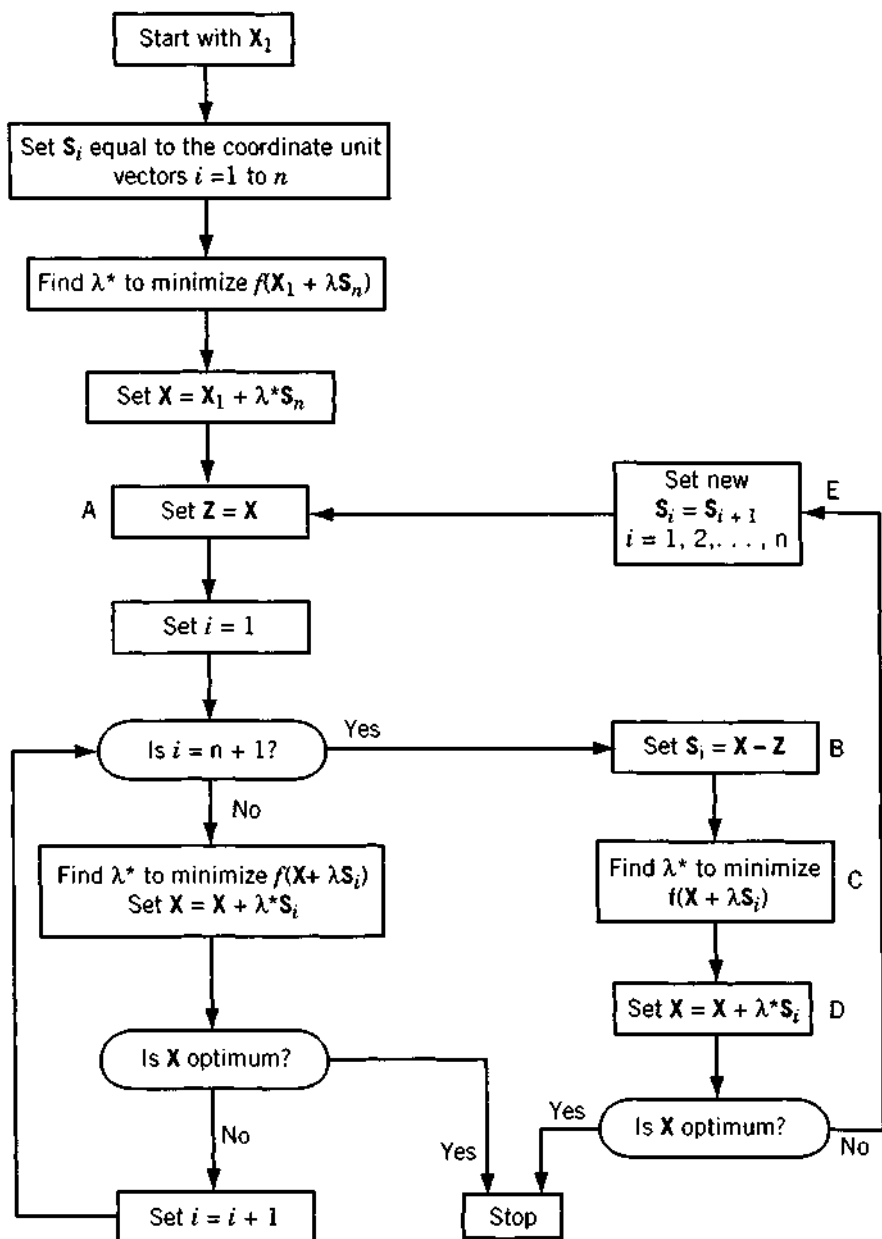 Start with X₁
Set Sᵢ equal to the coordinate unit
vectors i =1 to n
Find λ* to minimize f(X₁ + λSₙ)
Set X = X₁ + λ*Sₙ
A
Set Z = X
Set new
Sᵢ = Sᵢ ₊ ₁
i = 1, 2,. . . , n
E
Set i = 1
Is i = n + 1?
Yes
No
Set Sᵢ = X – Z
B
Find λ* to minimize f(X+ λSᵢ)
Set X = X + λ*Sᵢ
Find λ* to minimize
f(X + λSᵢ)
C
Set X = X + λ*Sᵢ
D
Is X optimum?
Yes
No
Is X optimum?
Yes
No
Set i = i + 1
Stop